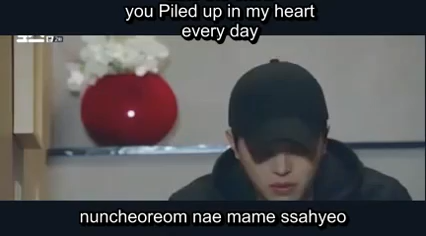 you Piled up in my heart
every day
nuncheoreom nae mame ssahyeo